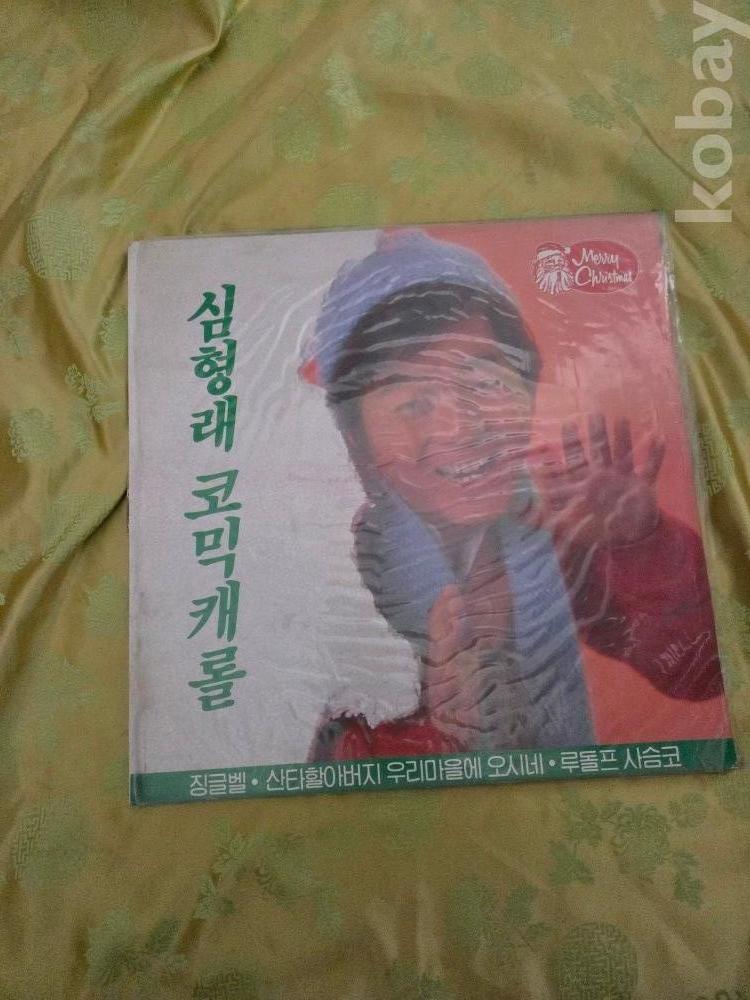 kobay
Merry
Christmas
심형래 코믹캐롤
징글벨 • 산타할아버지 우리마을에 오시네 • 루돌프 사슴코